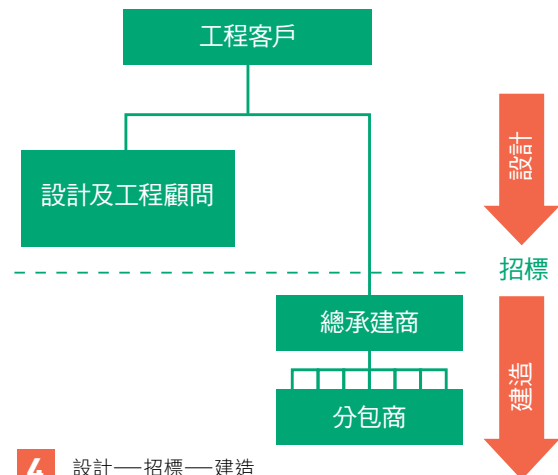 工程客戶
設計及工程顧問
設計
招標
總承建商
建造
分包商
4 設計——招標——建造